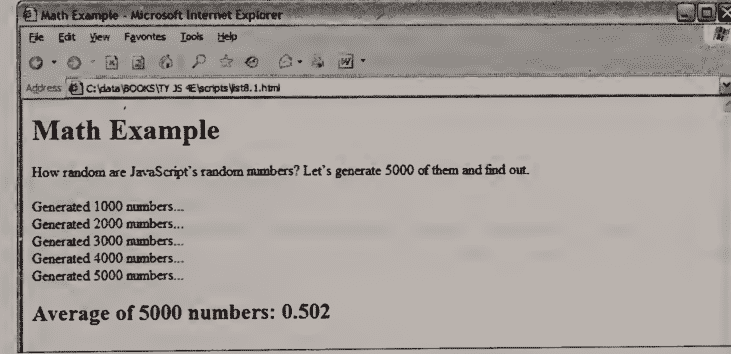 Math Example - Microsoft Internet Explorer
File Edit View Favorites Tools Help
Address C:\data\BOOKS\TY JS 4E\scripts\list8.1.html
Math Example
How random are JavaScript's random numbers? Let's generate 5000 of them and find out.
Generated 1000 numbers...
Generated 2000 numbers...
Generated 3000 numbers...
Generated 4000 numbers...
Generated 5000 numbers...
Average of 5000 numbers: 0.502